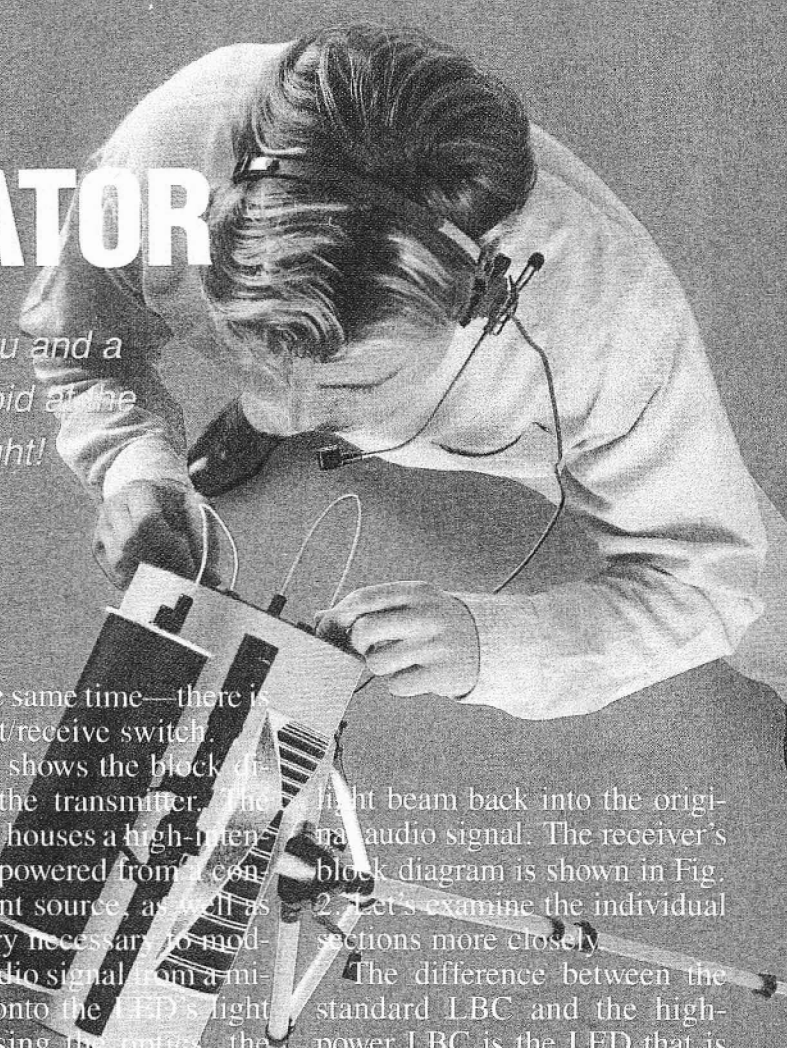 ATOR
u and a
oid at the
ght!
e same time—there is
t/receive switch.
shows the block di-
the transmitter. The
houses a high-inten-
powered from a con-
nt source, as well as
ry necessary to mod-
dio signal from a mi-
onto the LED's light
sing the optics, the
light beam back into the origi-
nal audio signal. The receiver's
block diagram is shown in Fig.
2. Let's examine the individual
sections more closely.
The difference between the
standard LBC and the high-
power LBC is the LED that is